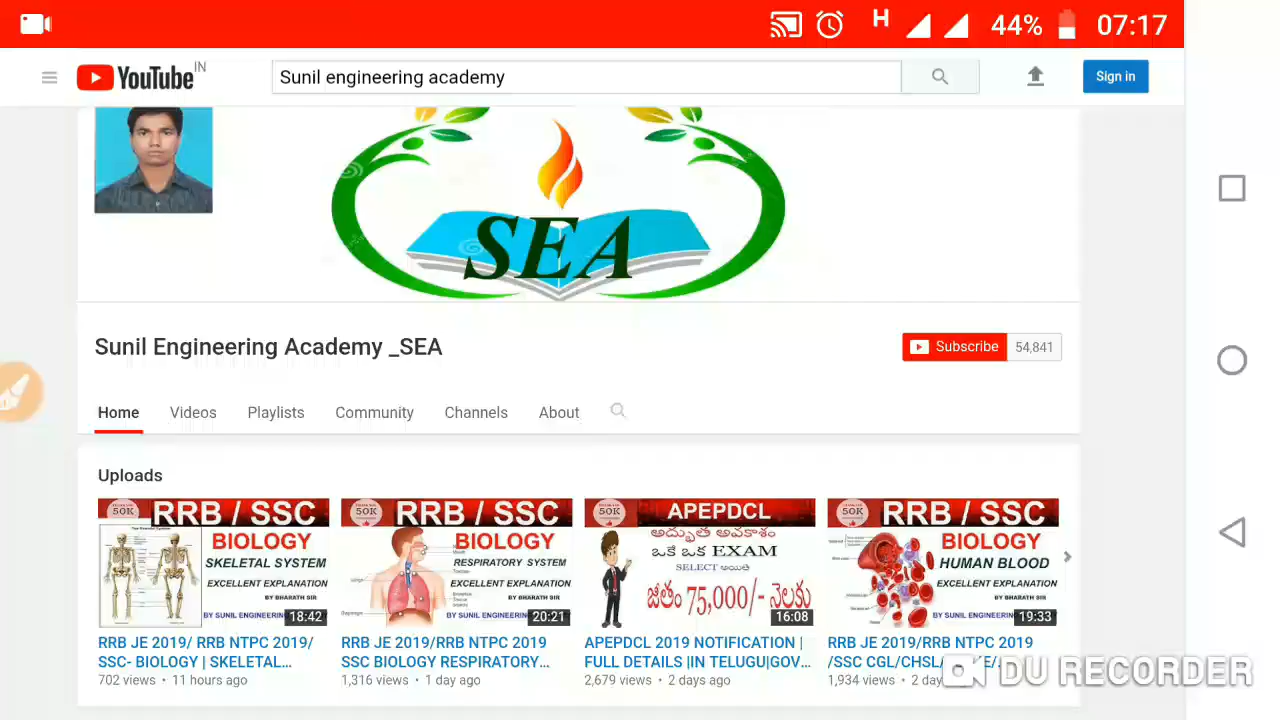 H 44% 07:17
YouTube IN
Sunil engineering academy
Sign in
SEA
Sunil Engineering Academy _SEA
Subscribe 54,841
Home Videos Playlists Community Channels About
Uploads
50K RRB / SSC
BIOLOGY
SKELETAL SYSTEM
EXCELLENT EXPLANATION
BY BHARATH SIR
BY SUNIL ENGINEERIN
18:42
RRB JE 2019/ RRB NTPC 2019/
SSC- BIOLOGY | SKELETAL...
702 views • 11 hours ago
50K RRB / SSC
BIOLOGY
RESPIRATORY SYSTEM
EXCELLENT EXPLANATION
BY BHARATH SIR
BY SUNIL ENGINEERIN
20:21
RRB JE 2019/RRB NTPC 2019
SSC BIOLOGY RESPIRATORY...
1,316 views • 1 day ago
50K APEPDCL
అద్భుత అవకాశం
ఒకే ఒక EXAM
SELECT అయితే
జీతం 75,000/- నెలకు
16:08
APEPDCL 2019 NOTIFICATION |
FULL DETAILS |IN TELUGU|GOV...
2,679 views • 2 days ago
50K RRB / SSC
BIOLOGY
HUMAN BLOOD
EXCELLENT EXPLANATION
BY BHARATH SIR
BY SUNIL ENGINEERIN
19:33
RRB JE 2019/RRB NTPC 2019
/SSC CGL/CHSL/
1,934 views • 2 day
DU RECORDER